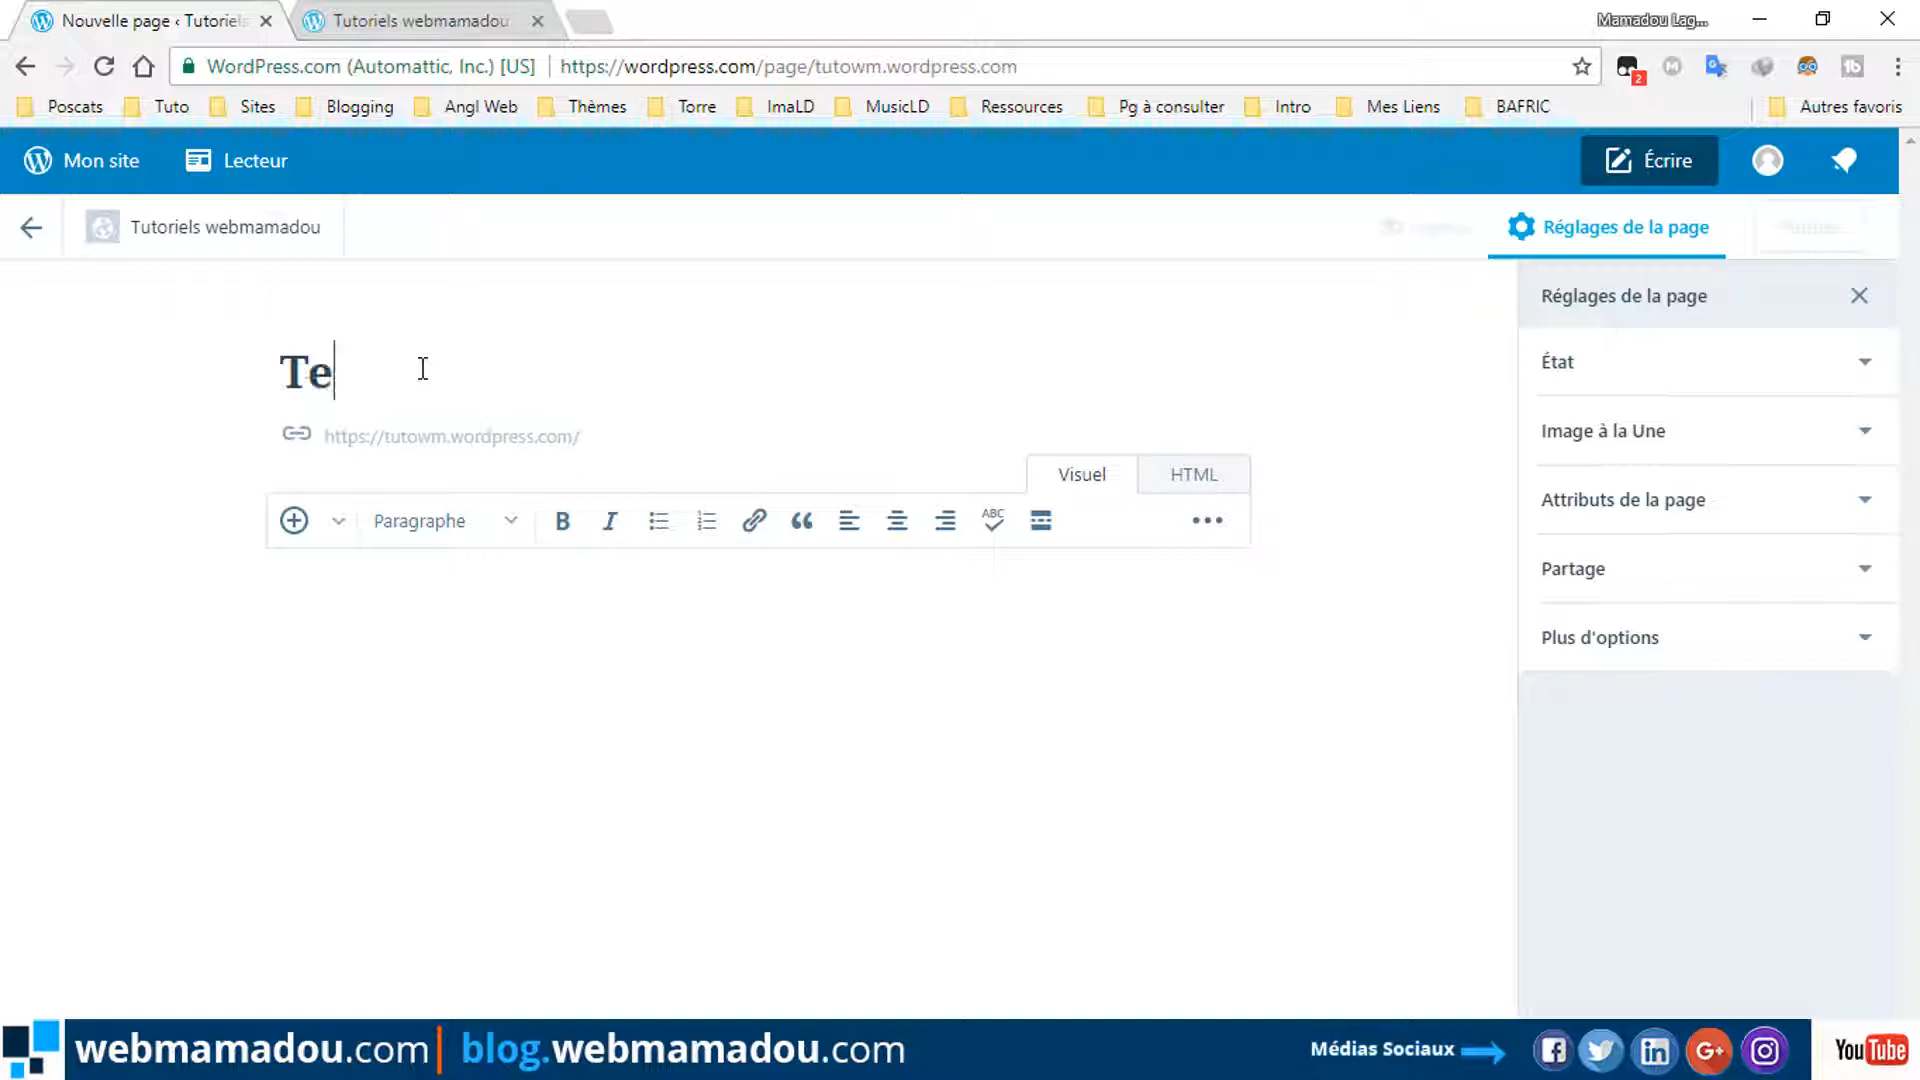 Nouvelle page ‹ Tutoriels
Tutoriels webmamadou
Mamadou Lag...
WordPress.com (Automattic, Inc.) [US] https://wordpress.com/page/tutowm.wordpress.com
2
Poscats Tuto Sites Blogging Angl Web Thèmes Torre ImaLD MusicLD Ressources Pg à consulter Intro Mes Liens BAFRIC Autres favoris
Mon site Lecteur Écrire
Tutoriels webmamadou Réglages de la page
Réglages de la page
Te
État
https://tutowm.wordpress.com/
Image à la Une
Visuel HTML
Attributs de la page
Paragraphe B I ABC
Partage
Plus d'options
webmamadou.com blog.webmamadou.com Médias Sociaux YouTube